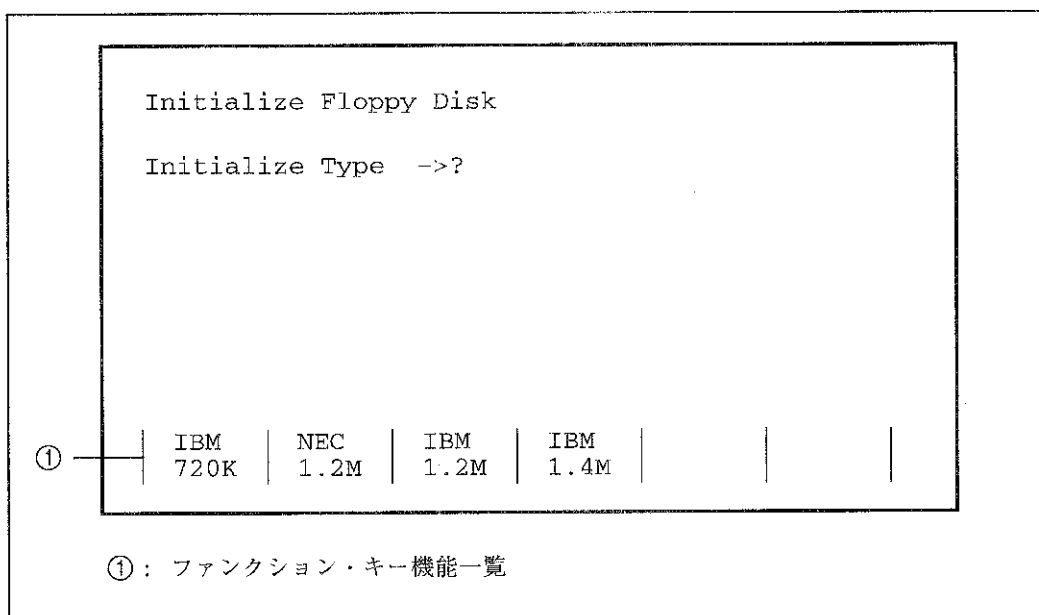 Initialize Floppy Disk
Initialize Type ->?
IBM NEC IBM IBM
① 720K 1.2M 1.2M 1.4M
①: ファンクション・キー機能一覧